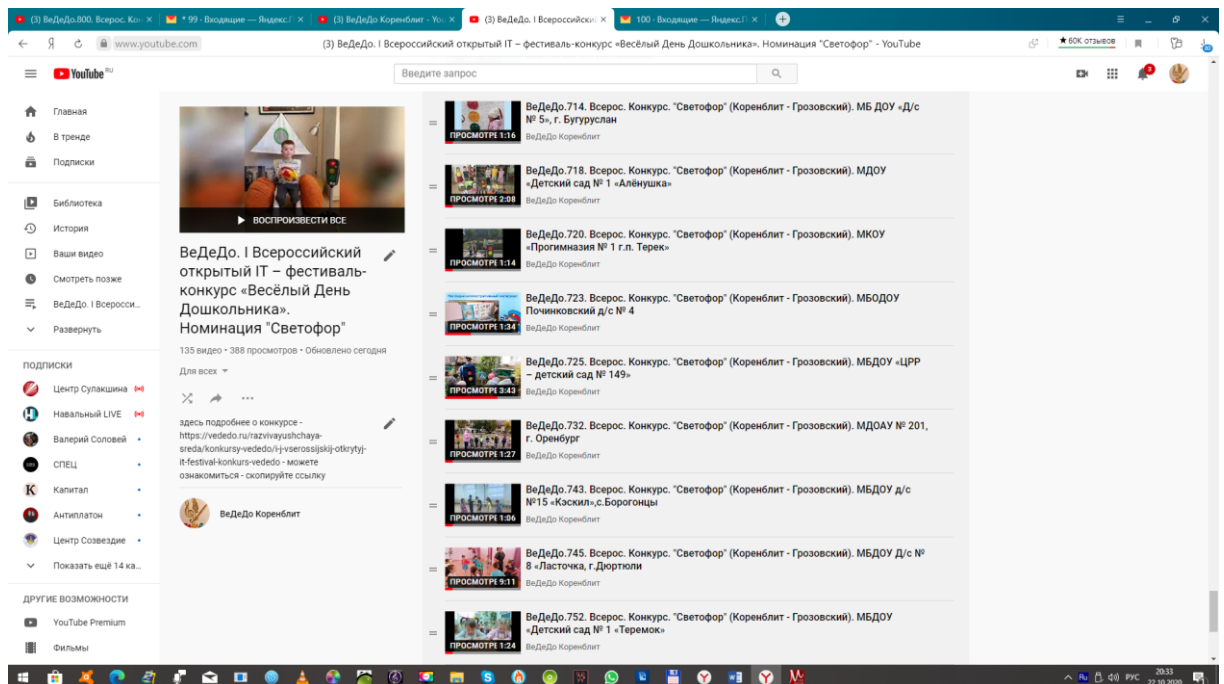 (3) ВеДеДо.800. Всерос. Кон
* 99 · Входящие — Яндекс.П
(3) ВеДеДо Коренблит - You
(3) ВеДеДо. I Всероссийски
100 · Входящие — Яндекс.П
www.youtube.com
(3) ВеДеДо. I Всероссийский открытый IT – фестиваль-конкурс «Весёлый День Дошкольника». Номинация "Светофор" - YouTube
★ 60K отзывов
YouTube RU
Введите запрос
3
Главная
В тренде
Подписки
Библиотека
История
Ваши видео
Смотреть позже
ВеДеДо. I Всеросси...
Развернуть
ПОДПИСКИ
Центр Сулакшина
Навальный LIVE
Валерий Соловей
СПЕЦ
Капитал
Антиплатон
Центр Созвездие
Показать ещё 14 ка...
ДРУГИЕ ВОЗМОЖНОСТИ
YouTube Premium
Фильмы
ВОСПРОИЗВЕСТИ ВСЕ
ВеДеДо. I Всероссийский
открытый IT – фестиваль-
конкурс «Весёлый День
Дошкольника».
Номинация "Светофор"
135 видео • 388 просмотров • Обновлено сегодня
Для всех
здесь подробнее о конкурсе -
https://vededo.ru/razvivayushchaya-
sreda/konkursy-vededo/i-j-vserossijskij-otkrytyj-
it-festival-konkurs-vededo - можете
ознакомиться - скопируйте ссылку
ВеДеДо Коренблит
ПРОСМОТРЕ 1:16
ВеДеДо.714. Всерос. Конкурс. "Светофор" (Коренблит - Грозовский). МБ ДОУ «Д/с
№ 5», г. Бугуруслан
ВеДеДо Коренблит
ПРОСМОТРЕ 2:08
ВеДеДо.718. Всерос. Конкурс. "Светофор" (Коренблит - Грозовский). МДОУ
«Детский сад № 1 «Алёнушка»
ВеДеДо Коренблит
ПРОСМОТРЕ 1:14
ВеДеДо.720. Всерос. Конкурс. "Светофор" (Коренблит - Грозовский). МКОУ
«Прогимназия № 1 г.п. Терек»
ВеДеДо Коренблит
ПРОСМОТРЕ 1:34
ВеДеДо.723. Всерос. Конкурс. "Светофор" (Коренблит - Грозовский). МБОДОУ
Починковский д/с № 4
ВеДеДо Коренблит
ПРОСМОТРЕ 3:43
ВеДеДо.725. Всерос. Конкурс. "Светофор" (Коренблит - Грозовский). МБДОУ «ЦРР
– детский сад № 149»
ВеДеДо Коренблит
ПРОСМОТРЕ 1:27
ВеДеДо.732. Всерос. Конкурс. "Светофор" (Коренблит - Грозовский). МДОАУ № 201,
г. Оренбург
ВеДеДо Коренблит
ПРОСМОТРЕ 1:06
ВеДеДо.743. Всерос. Конкурс. "Светофор" (Коренблит - Грозовский). МБДОУ д/с
№15 «Кэскил»,с.Борогонцы
ВеДеДо Коренблит
ПРОСМОТРЕ 9:11
ВеДеДо.745. Всерос. Конкурс. "Светофор" (Коренблит - Грозовский). МБДОУ Д/с №
8 «Ласточка, г.Дюртюли
ВеДеДо Коренблит
ПРОСМОТРЕ 1:24
ВеДеДо.752. Всерос. Конкурс. "Светофор" (Коренблит - Грозовский). МБДОУ
«Детский сад № 1 «Теремок»
ВеДеДо Коренблит
Ru
РУС
20:33
22.10.2020